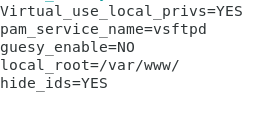 Virtual_use_local_privs=YES
pam_service_name=vsftpd
guesy_enable=NO
local_root=/var/www/
hide_ids=YES